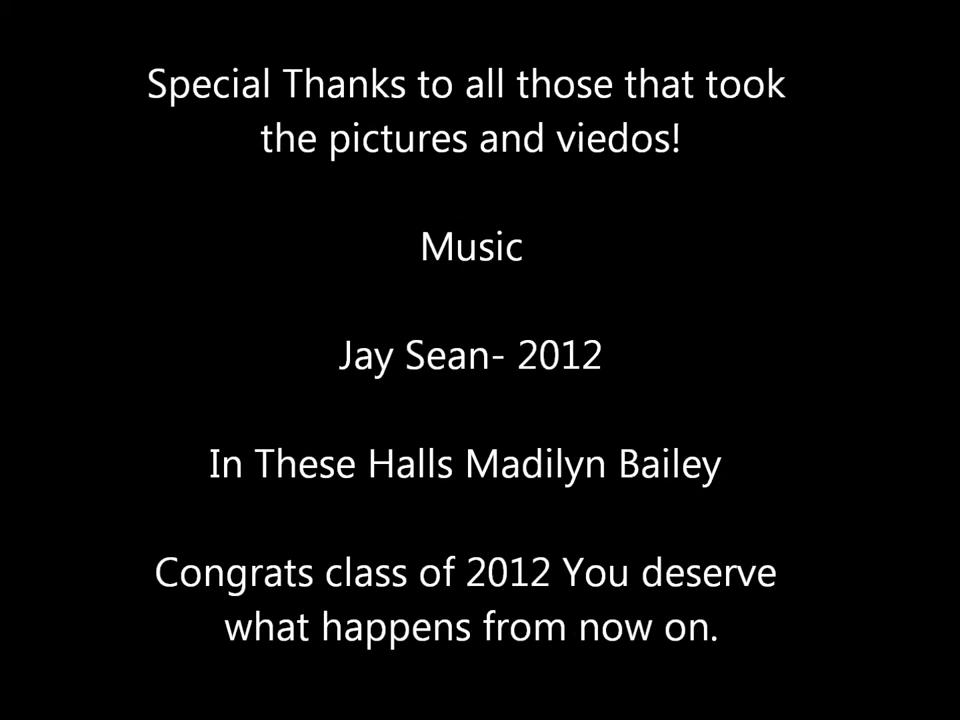 Special Thanks to all those that took
the pictures and viedos!
Music
Jay Sean- 2012
In These Halls Madilyn Bailey
Congrats class of 2012 You deserve
what happens from now on.